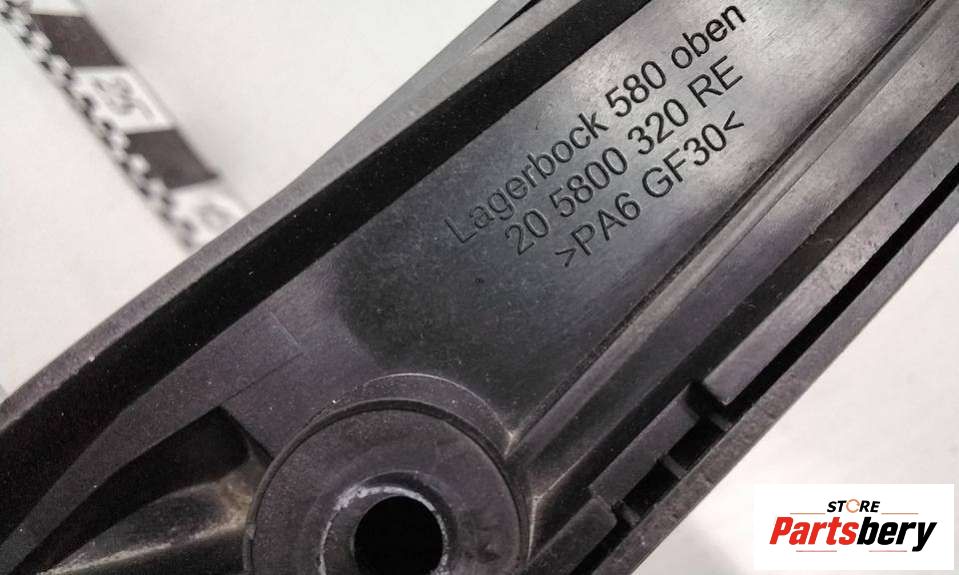 Lagerbock 580 oben
20 5800 320 RE
>PA6 GF30<
STORE
Partsbery